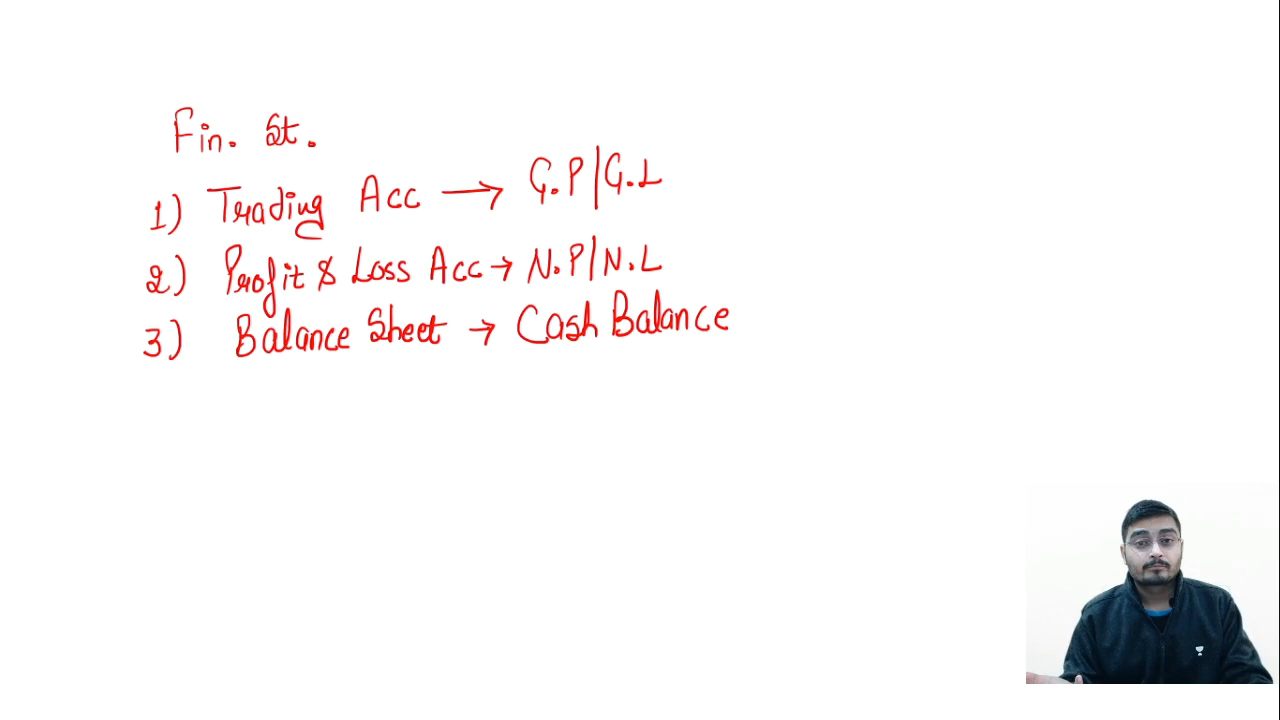 Fin. St.
1) Trading Acc → G.P|G.L
2) Profit & Loss Acc → N.P|N.L
3) Balance Sheet → Cash Balance